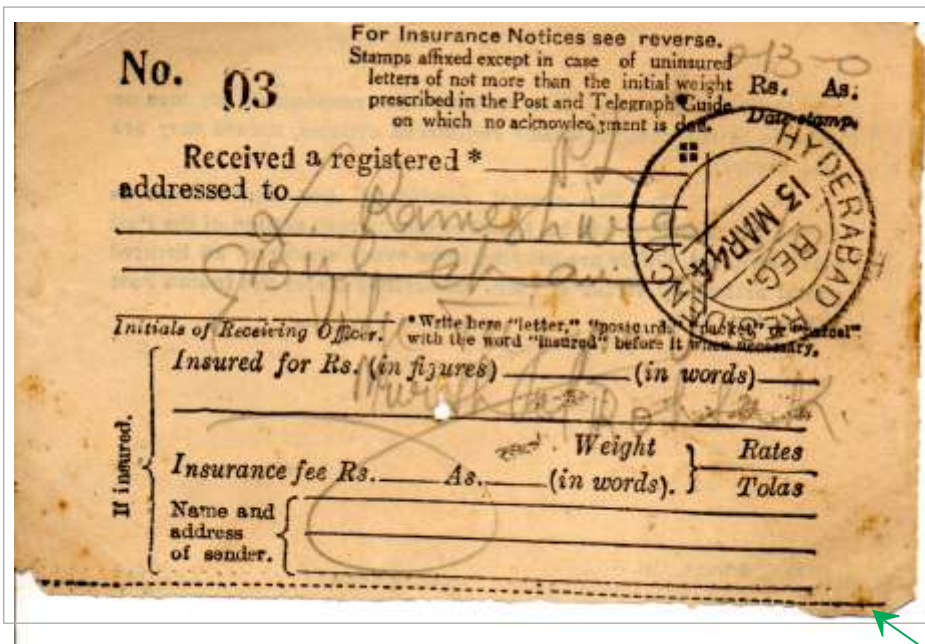 For Insurance Notices see reverse.
Stamps affixed except in case of uninsured
letters of not more than the initial weight
prescribed in the Post and Telegraph Guide
on which no acknowledgment is due.
No. 03
0-13-0
Rs. As.
Date-stamp.
Received a registered *
addressed to
Rameshwar
HYDERABAD RESIDENCY
REG.
13 MAR 44
Initials of Receiving Officer.
*Write here "letter," "postcard," "packet" or "parcel"
with the word "insured" before it when necessary.
If insured.
Insured for Rs. (in figures) (in words)
Insurance fee Rs. As. Weight (in words). Rates Tolas
Name and
address
of sender.